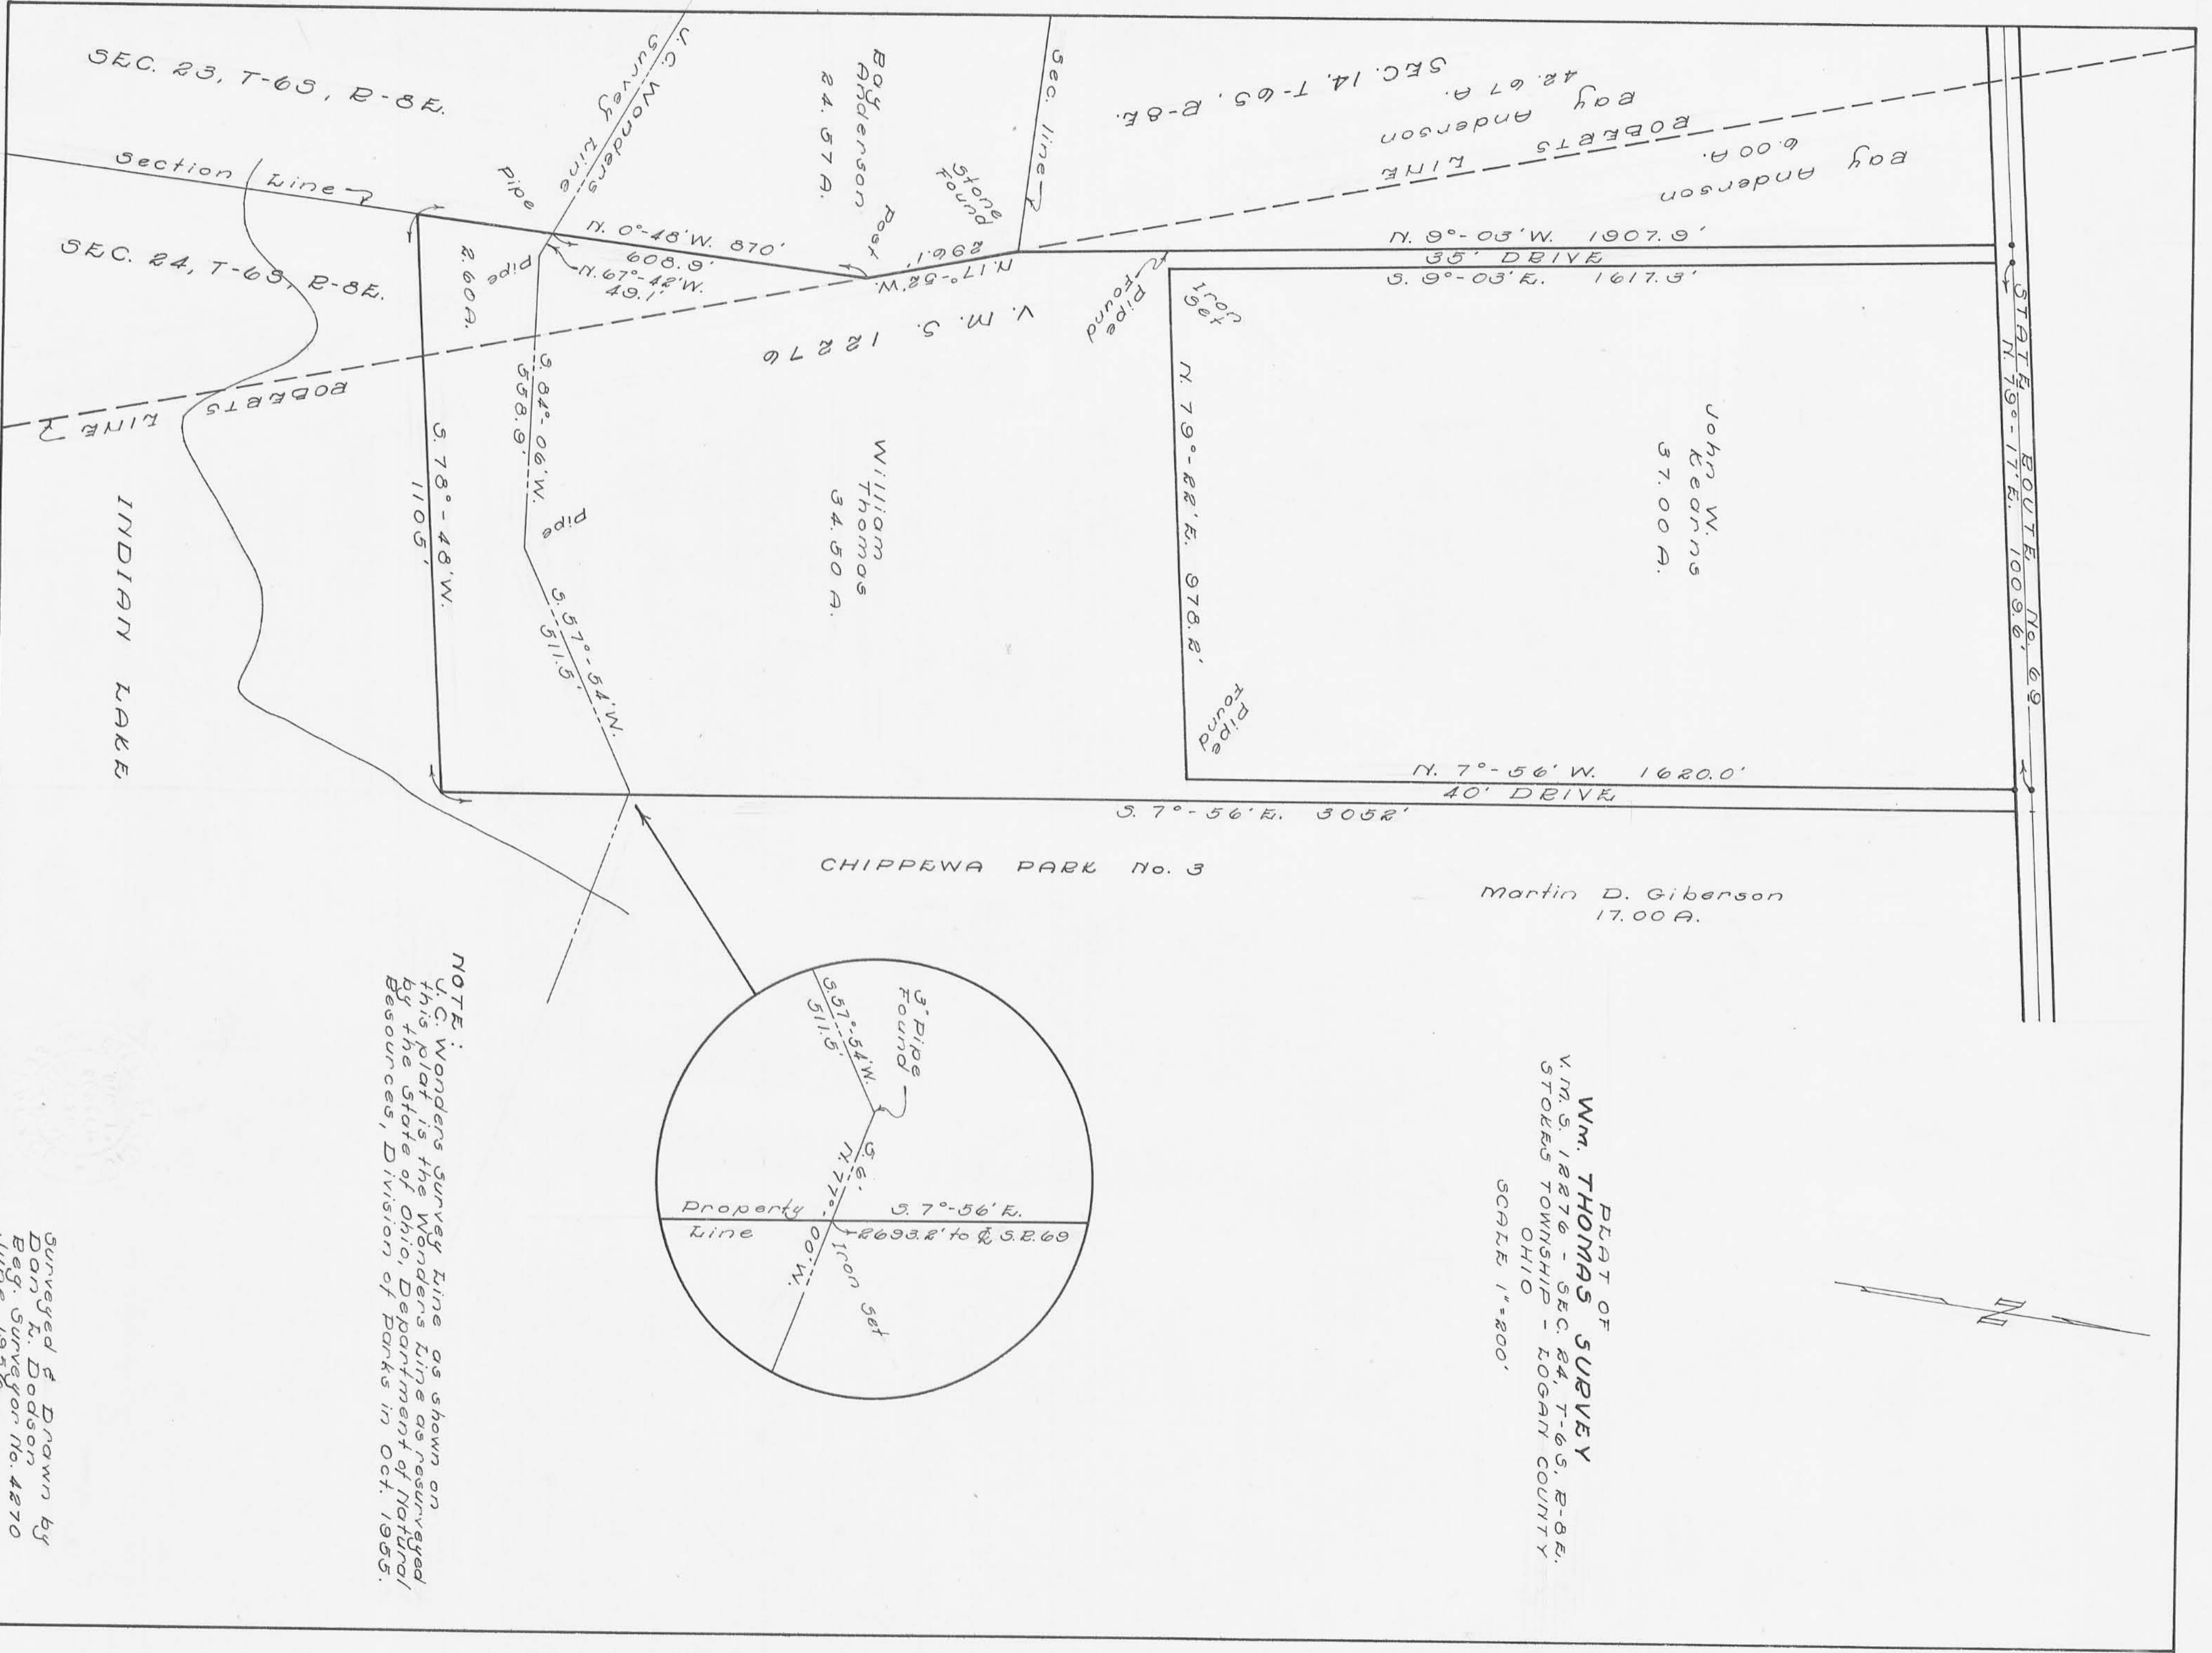 SEC. 23, T-6S, R-8E.
Section Line
SEC. 24, T-6S, R-8E.
ROBERTS LINE
INDIAN LAKE
J.C. Wonders
Survey Line
Pipe
Ray
Anderson
24.57 A.
Post
Stone
Found
Sec. line
SEC. 14, T-6S, R-8E.
Ray Anderson
42.67 A.
ROBERTS LINE
Ray Anderson
6.00 A.
N. 0°-48' W. 870'
608.9'
N. 67°-42' W.
49.1'
Pipe
2.60 A.
N. 17°-52' W.
296.1'
V. M. S. 12276
Pipe
Found
Iron
Set
N. 9°-03' W. 1907.9'
35' DRIVE
S. 9°-03' E. 1617.3'
STATE ROUTE No. 69
N. 79°-17' E. 1009.6'
John W.
Kearns
37.00 A.
N. 79°-22' E. 978.2'
Pipe
Found
William
Thomas
34.50 A.
S. 84°-06' W.
558.9'
Pipe
S. 57°-54' W.
511.5'
S. 78°-48' W.
1105'
N. 7°-56' W. 1620.0'
40' DRIVE
S. 7°-56' E. 3052'
CHIPPEWA PARK No. 3
Martin D. Giberson
17.00 A.
3" Pipe
Found
S. 57°-54' W.
511.5'
5.6'
N. 77°-00' W.
Property
Line
S. 7°-56' E.
2693.2' to ℄ S.R. 69
Iron Set
NOTE:
J.C. Wonders Survey Line as shown on
this plat is the Wonders Line as resurveyed
by the State of Ohio, Department of Natural
Resources, Division of Parks in Oct. 1955.
PLAT OF
WM. THOMAS SURVEY
V.M.S. 12276 - SEC. 24, T-6S, R-8E.
STOKES TOWNSHIP - LOGAN COUNTY
OHIO
SCALE 1"=200'
N
Surveyed & Drawn by
Dan L. Dodson
Reg. Surveyor No. 4270